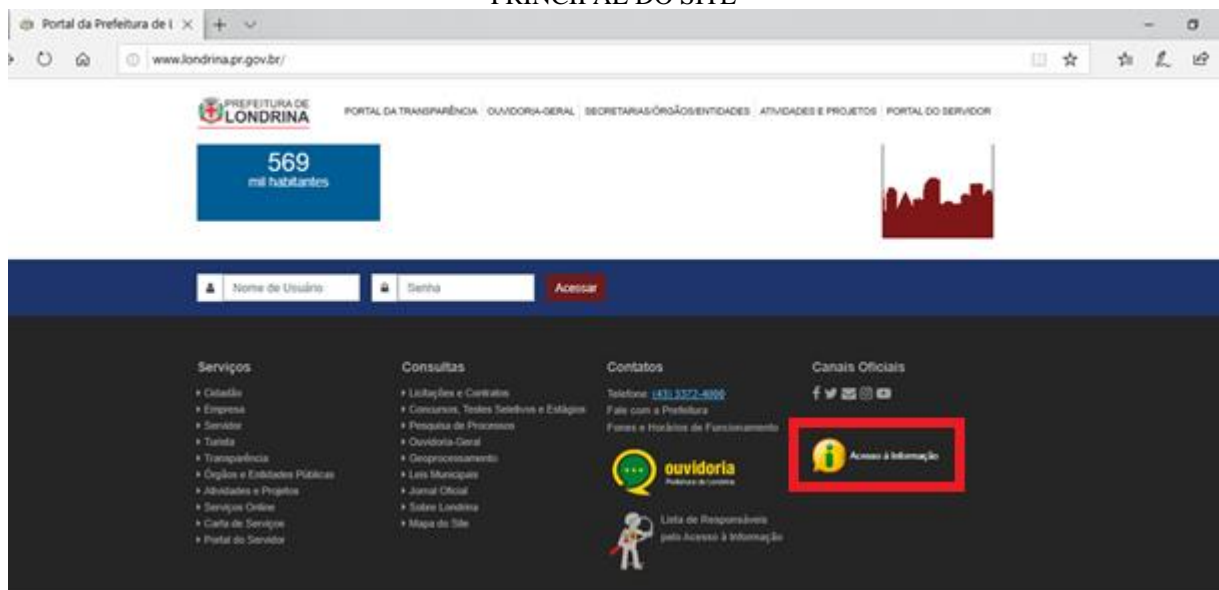 PRINCIPAL DO SITE
Portal da Prefeitura de L
www.londrina.pr.gov.br/
PREFEITURA DE
LONDRINA
PORTAL DA TRANSPARÊNCIA OUVIDORIA-GERAL SECRETARIAS/ÓRGÃOS/ENTIDADES ATIVIDADES E PROJETOS PORTAL DO SERVIDOR
569
mil habitantes
Nome de Usuário Senha Acessar
Serviços
Cidadão
Empresa
Servidor
Turista
Transparência
Órgãos e Entidades Públicas
Atividades e Projetos
Serviços Online
Carta de Serviços
Portal do Servidor
Consultas
Licitações e Contratos
Concursos, Testes Seletivos e Estágios
Pesquisa de Processos
Ouvidoria-Geral
Geoprocessamento
Leis Municipais
Jornal Oficial
Sobre Londrina
Mapa do Site
Contatos
Telefone: (43) 3372-4000
Fale com a Prefeitura
Fones e Horários de Funcionamento
ouvidoria
Prefeitura de Londrina
Lista de Responsáveis
pelo Acesso à Informação
Canais Oficiais
Acesso à Informação